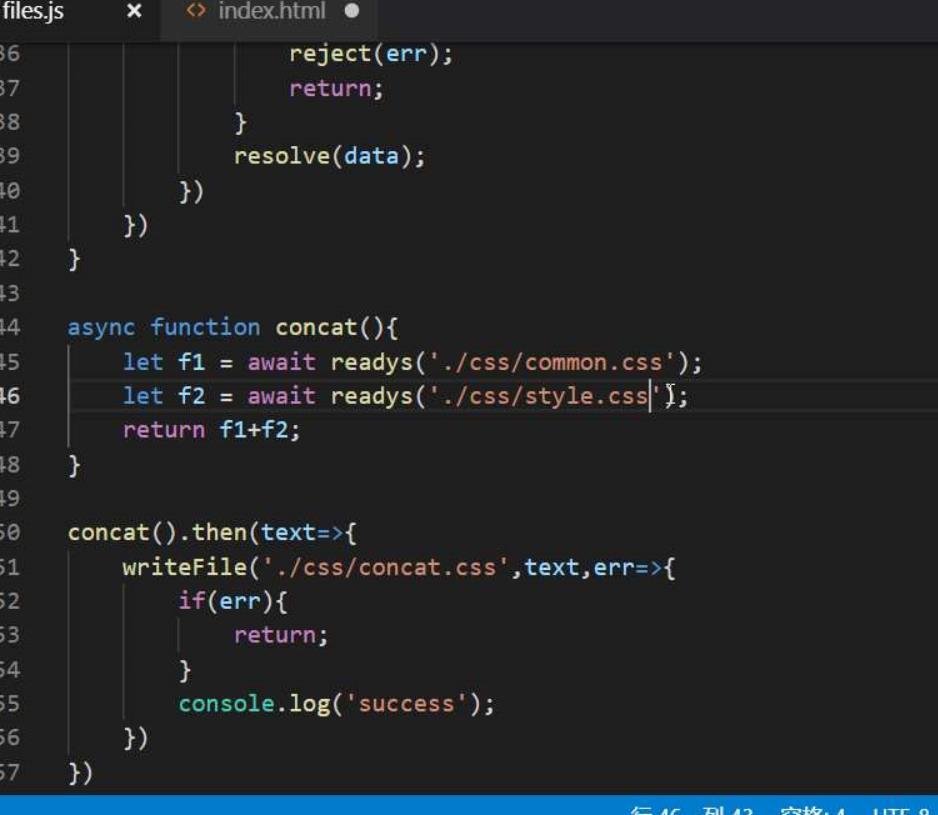 files.js × <> index.html ●
36 reject(err);
37 return;
38 }
39 resolve(data);
40 })
41 })
42 }
43
44 async function concat(){
45 let f1 = await readys('./css/common.css');
46 let f2 = await readys('./css/style.css');
47 return f1+f2;
48 }
49
50 concat().then(text=>{
51 writeFile('./css/concat.css',text,err=>{
52 if(err){
53 return;
54 }
55 console.log('success');
56 })
57 })
行 46, 列 43 空格: 4 UTF-8